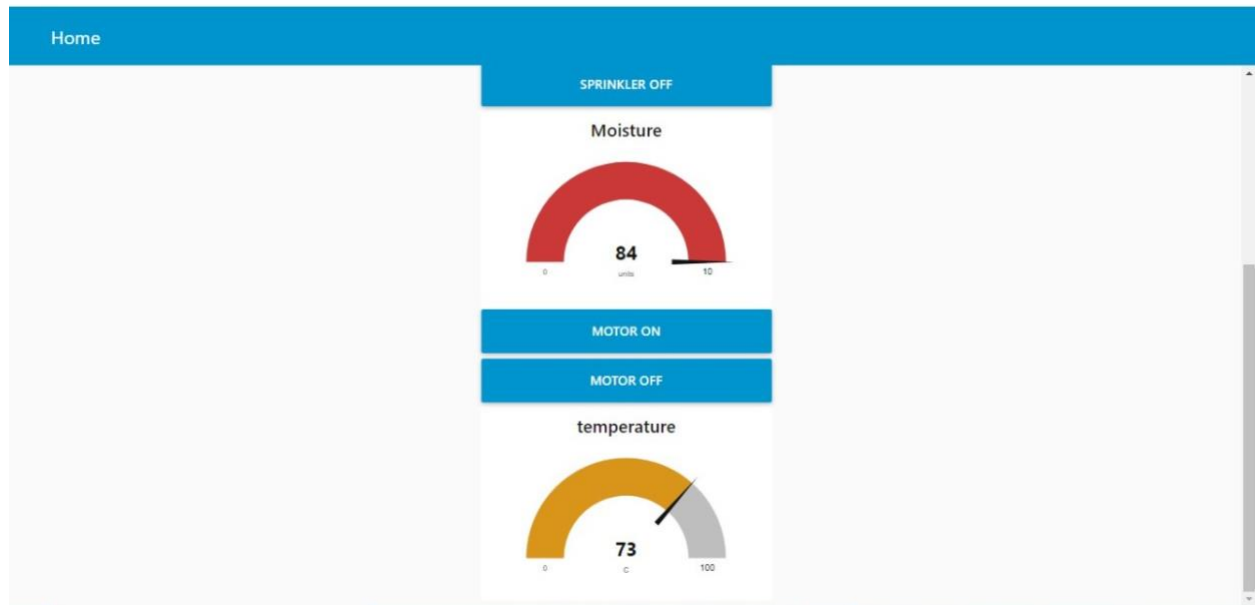 Home
SPRINKLER OFF
Moisture
84
units
0
10
MOTOR ON
MOTOR OFF
temperature
73
C
0
100